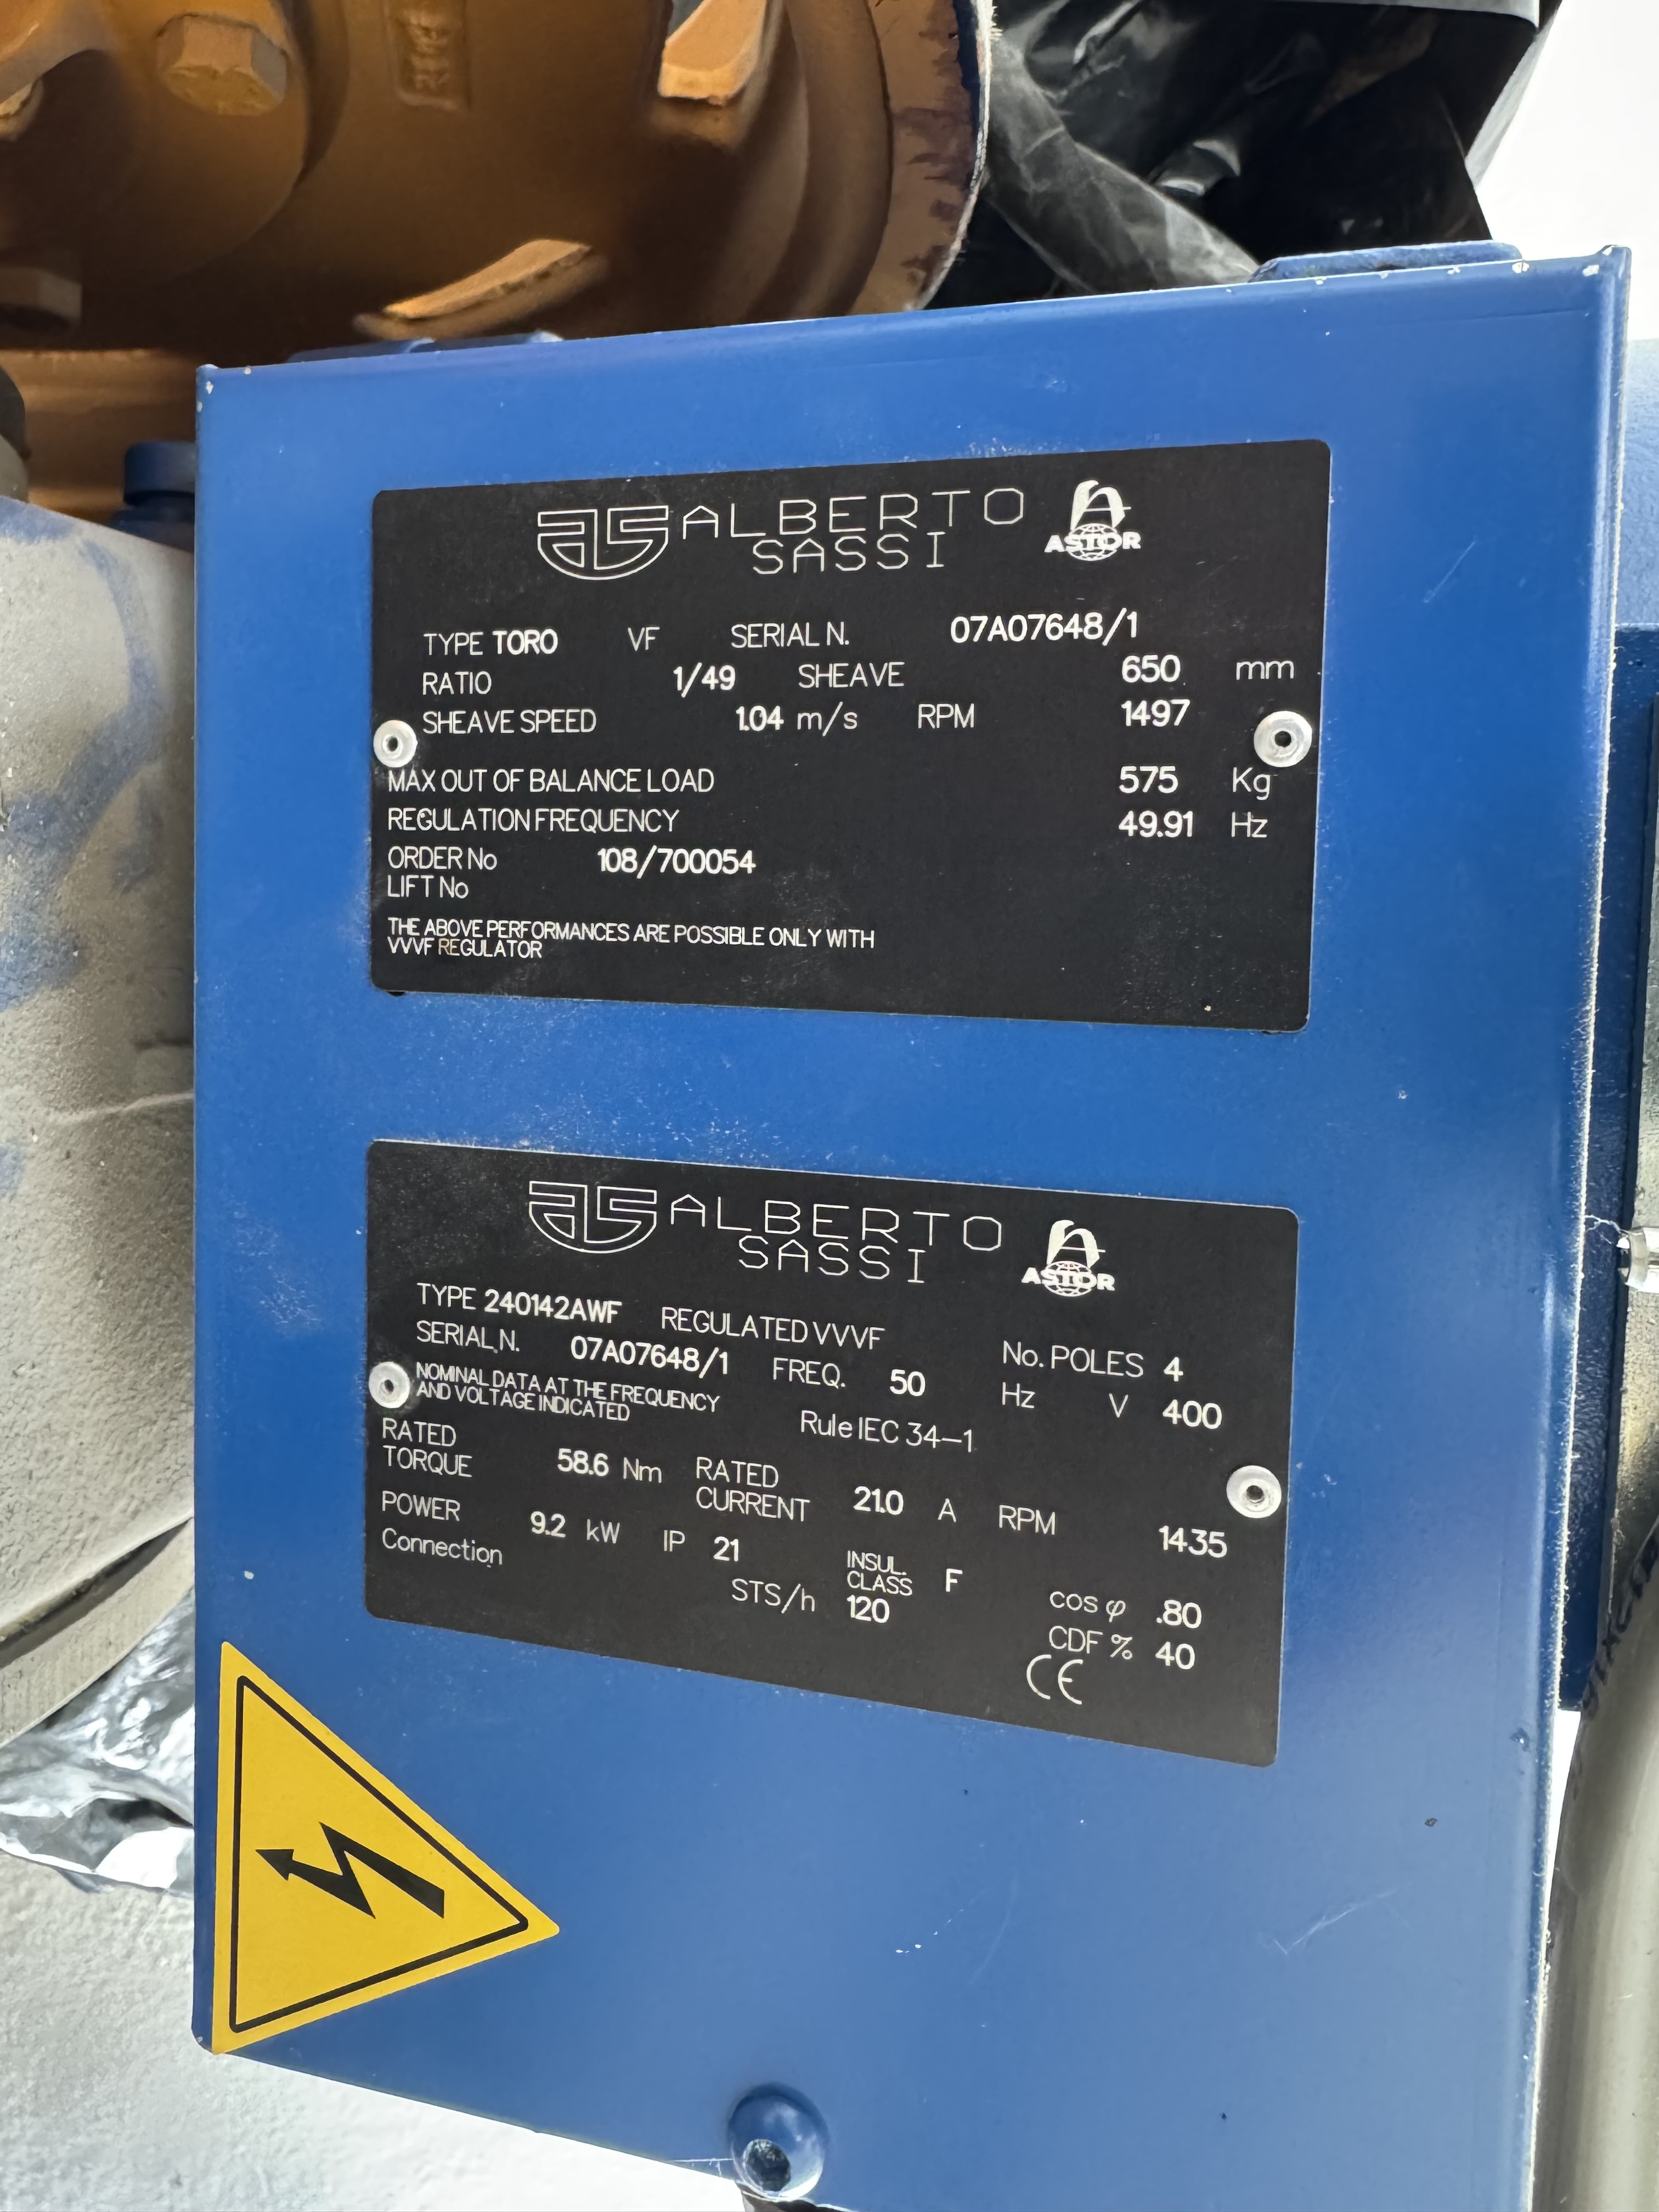 ALBERTO
SASSI
ASTOR
TYPE TORO VF SERIAL N. 07A07648/1
RATIO 1/49 SHEAVE 650 mm
SHEAVE SPEED 1.04 m/s RPM 1497
MAX OUT OF BALANCE LOAD 575 Kg
REGULATION FREQUENCY 49.91 Hz
ORDER No 108/700054
LIFT No
THE ABOVE PERFORMANCES ARE POSSIBLE ONLY WITH
VVVF REGULATOR
ALBERTO
SASSI
ASTOR
TYPE 240142AWF REGULATED VVVF No. POLES 4
SERIAL N. 07A07648/1 FREQ. 50 Hz V 400
NOMINAL DATA AT THE FREQUENCY
AND VOLTAGE INDICATED
Rule IEC 34-1
RATED
TORQUE 58.6 Nm
RATED
CURRENT 21.0 A RPM 1435
POWER 9.2 kW IP 21
INSUL.
CLASS F cos φ .80
Connection STS/h 120 CDF % 40
CE